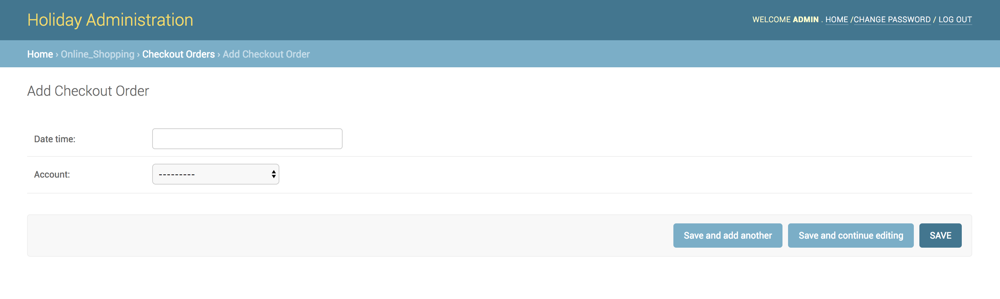 Holiday Administration
WELCOME ADMIN . HOME /CHANGE PASSWORD / LOG OUT
Home › Online_Shopping › Checkout Orders › Add Checkout Order
Add Checkout Order
Date time:
Account: ---------
Save and add another Save and continue editing SAVE